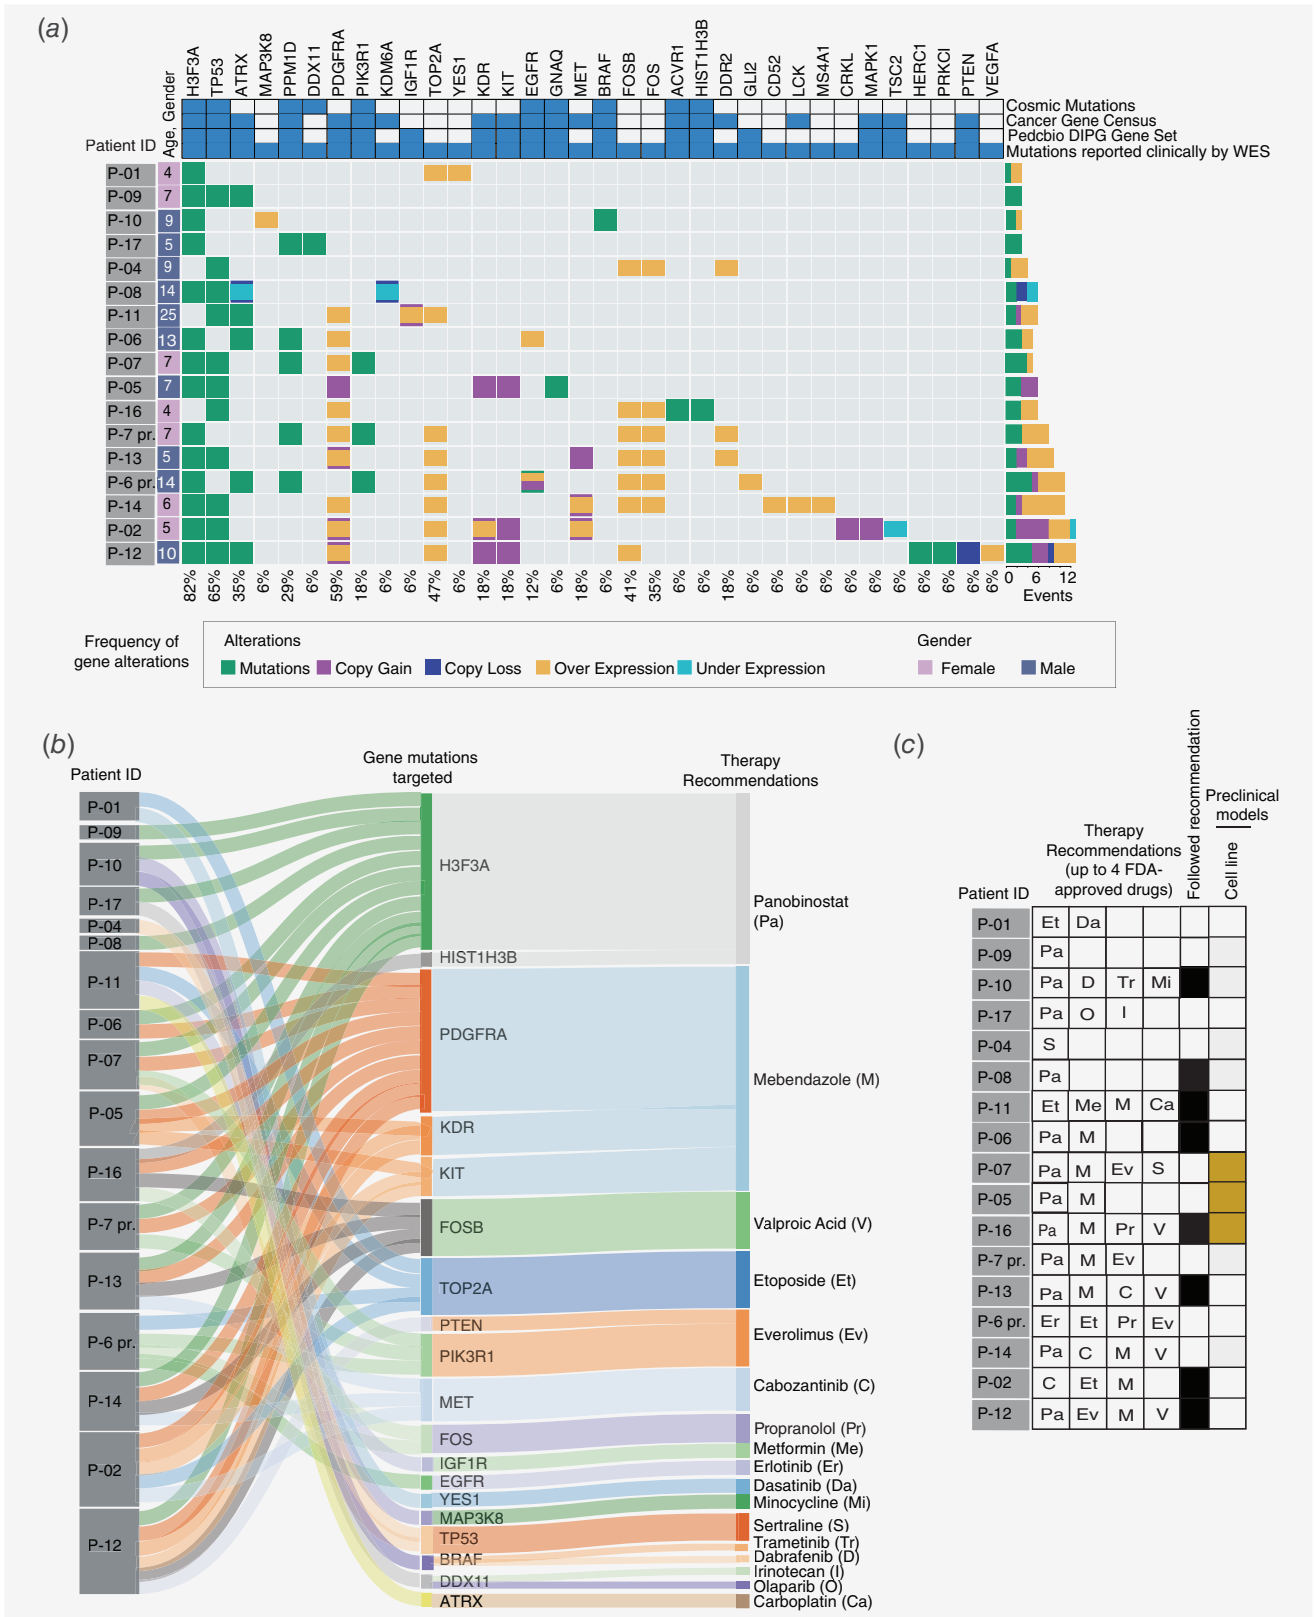 (a)
Age, Gender
H3F3A
TP53
ATRX
MAP3K8
PPM1D
DDX11
PDGFRA
PIK3R1
KDM6A
IGF1R
TOP2A
YES1
KDR
KIT
EGFR
GNAQ
MET
BRAF
FOSB
FOS
ACVR1
HIST1H3B
DDR2
GLI2
CD52
LCK
MS4A1
CRKL
MAPK1
TSC2
HERC1
PRKCI
PTEN
VEGFA
Cosmic Mutations
Cancer Gene Census
Pedcbio DIPG Gene Set
Patient ID
Mutations reported clinically by WES
P-01 4
P-09 7
P-10 9
P-17 5
P-04 9
P-08 14
P-11 25
P-06 13
P-07 7
P-05 7
P-16 4
P-7 pr. 7
P-13 5
P-6 pr. 14
P-14 6
P-02 5
P-12 10
82% 65% 35% 6% 29% 6% 59% 18% 6% 6% 47% 6% 18% 18% 12% 6% 18% 6% 41% 35% 6% 6% 18% 6% 6% 6% 6% 6% 6% 6% 6% 6% 6% 6%
0 6 12
Events
Frequency of
gene alterations
Alterations
Mutations Copy Gain Copy Loss Over Expression Under Expression
Gender
Female Male
(b)
Patient ID
Gene mutations
targeted
Therapy
Recommendations
P-01
P-09
P-10
P-17
P-04
P-08
P-11
P-06
P-07
P-05
P-16
P-7 pr.
P-13
P-6 pr.
P-14
P-02
P-12
H3F3A
HIST1H3B
PDGFRA
KDR
KIT
FOSB
TOP2A
PTEN
PIK3R1
MET
FOS
IGF1R
EGFR
YES1
MAP3K8
TP53
BRAF
DDX11
ATRX
Panobinostat
(Pa)
Mebendazole (M)
Valproic Acid (V)
Etoposide (Et)
Everolimus (Ev)
Cabozantinib (C)
Propranolol (Pr)
Metformin (Me)
Erlotinib (Er)
Dasatinib (Da)
Minocycline (Mi)
Sertraline (S)
Trametinib (Tr)
Dabrafenib (D)
Irinotecan (I)
Olaparib (O)
Carboplatin (Ca)
(c)
Patient ID
Therapy
Recommendations
(up to 4 FDA-
approved drugs)
Followed recommendation
Preclinical
models
Cell line
P-01 Et Da
P-09 Pa
P-10 Pa D Tr Mi
P-17 Pa O I
P-04 S
P-08 Pa
P-11 Et Me M Ca
P-06 Pa M
P-07 Pa M Ev S
P-05 Pa M
P-16 Pa M Pr V
P-7 pr. Pa M Ev
P-13 Pa M C V
P-6 pr. Er Et Pr Ev
P-14 Pa C M V
P-02 C Et M
P-12 Pa Ev M V